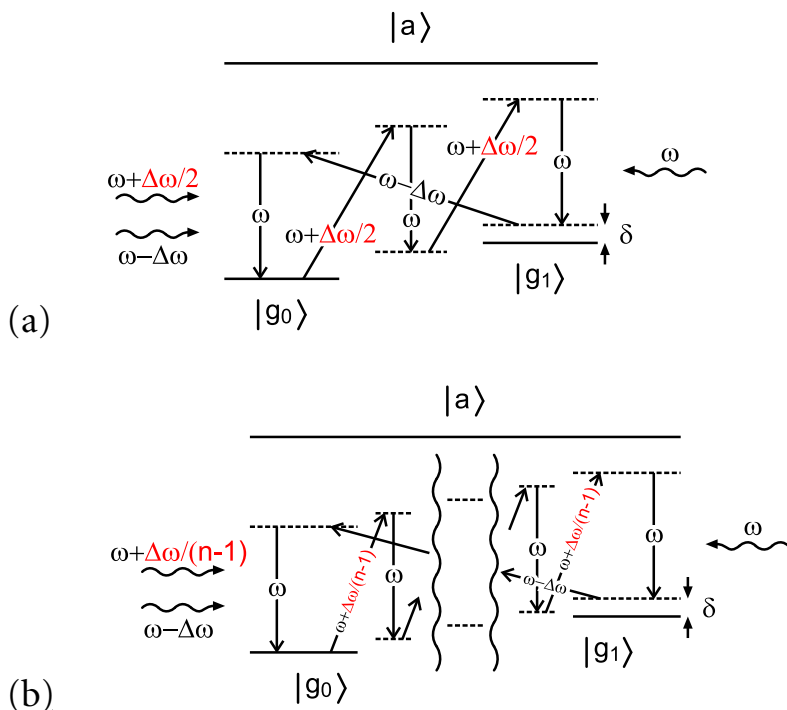 |a⟩
ω+Δω/2
ω
ω
ω−Δω
ω+Δω/2
ω
ω
ω+Δω/2
ω−Δω
δ
|g₀⟩
|g₁⟩
(a)
|a⟩
ω+Δω/(n-1)
ω
ω+Δω/(n-1)
ω
ω
ω+Δω/(n-1)
ω
ω
ω−Δω
ω−Δω
δ
|g₀⟩
|g₁⟩
(b)